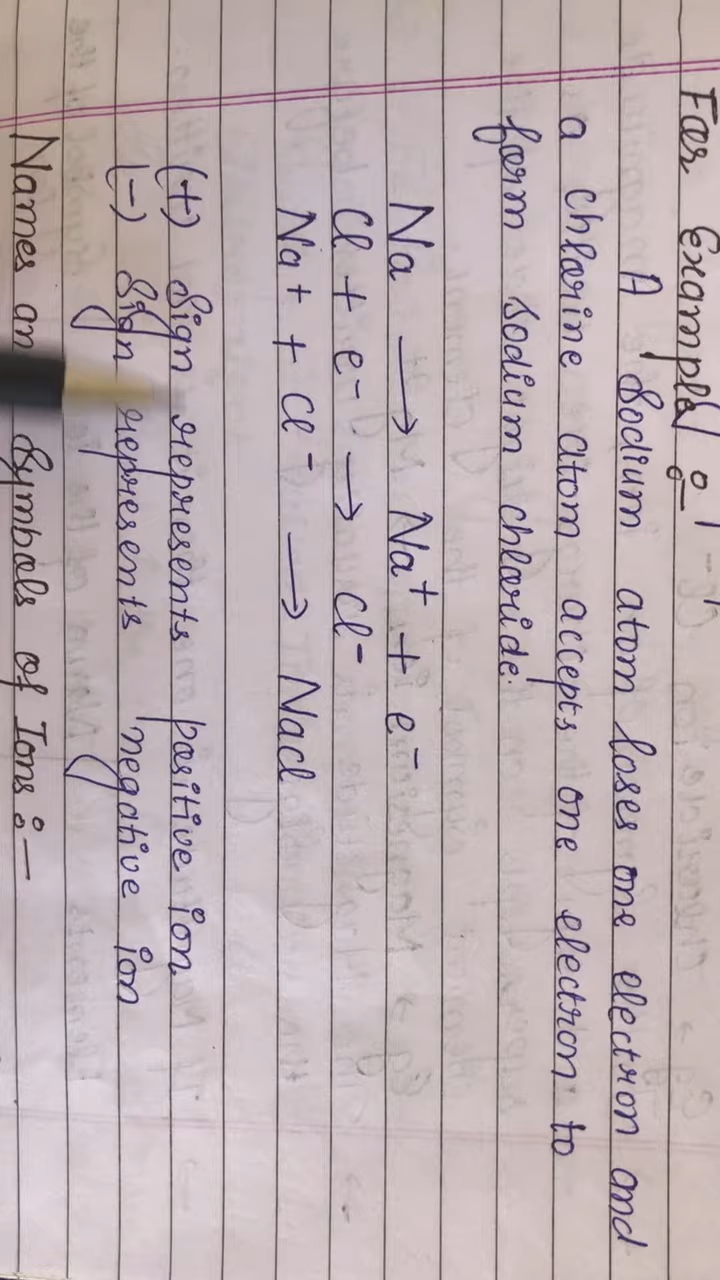 For Example :-
A Sodium atom loses one electron and
a chlorine atom accepts one electron to
form sodium chloride.
Na → Na⁺ + e⁻
Cl + e⁻ → Cl⁻
Na⁺ + Cl⁻ → Nacl
(+) Sign represents positive ion
(-) Sign represents negative ion
Names an Symbols of Ions :-